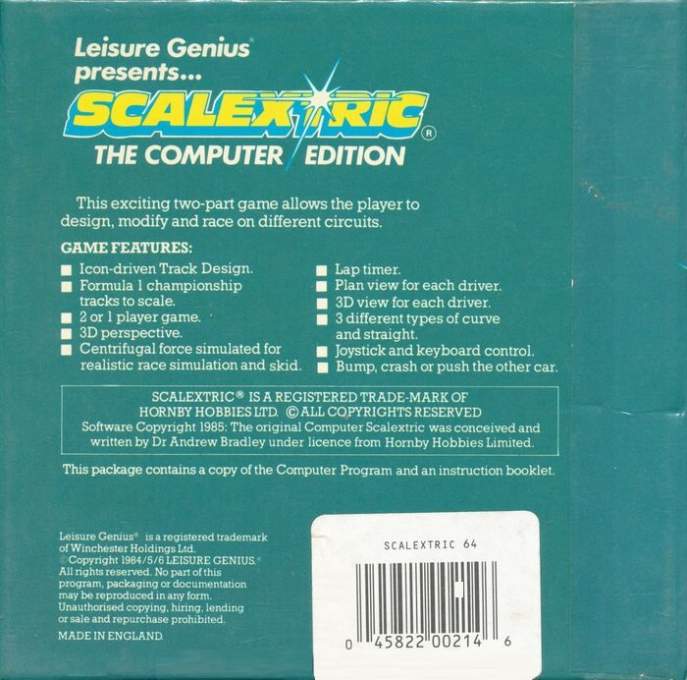 Leisure Genius®
presents...
SCALEXTRIC®
THE COMPUTER EDITION
This exciting two-part game allows the player to
design, modify and race on different circuits.
GAME FEATURES:
■ Icon-driven Track Design.
■ Formula 1 championship
tracks to scale.
■ 2 or 1 player game.
■ 3D perspective.
■ Centrifugal force simulated for
realistic race simulation and skid.
■ Lap timer.
■ Plan view for each driver.
■ 3D view for each driver.
■ 3 different types of curve
and straight.
■ Joystick and keyboard control.
■ Bump, crash or push the other car.
SCALEXTRIC® IS A REGISTERED TRADE-MARK OF
HORNBY HOBBIES LTD. © ALL COPYRIGHTS RESERVED
Software Copyright 1985: The original Computer Scalextric was conceived and
written by Dr Andrew Bradley under licence from Hornby Hobbies Limited.
This package contains a copy of the Computer Program and an instruction booklet.
Leisure Genius® is a registered trademark
of Winchester Holdings Ltd.
© Copyright 1984/5/6 LEISURE GENIUS.®
All rights reserved. No part of this
program, packaging or documentation
may be reproduced in any form.
Unauthorised copying, hiring, lending
or sale and repurchase prohibited.
MADE IN ENGLAND.
SCALEXTRIC 64
0 45822 00214 6